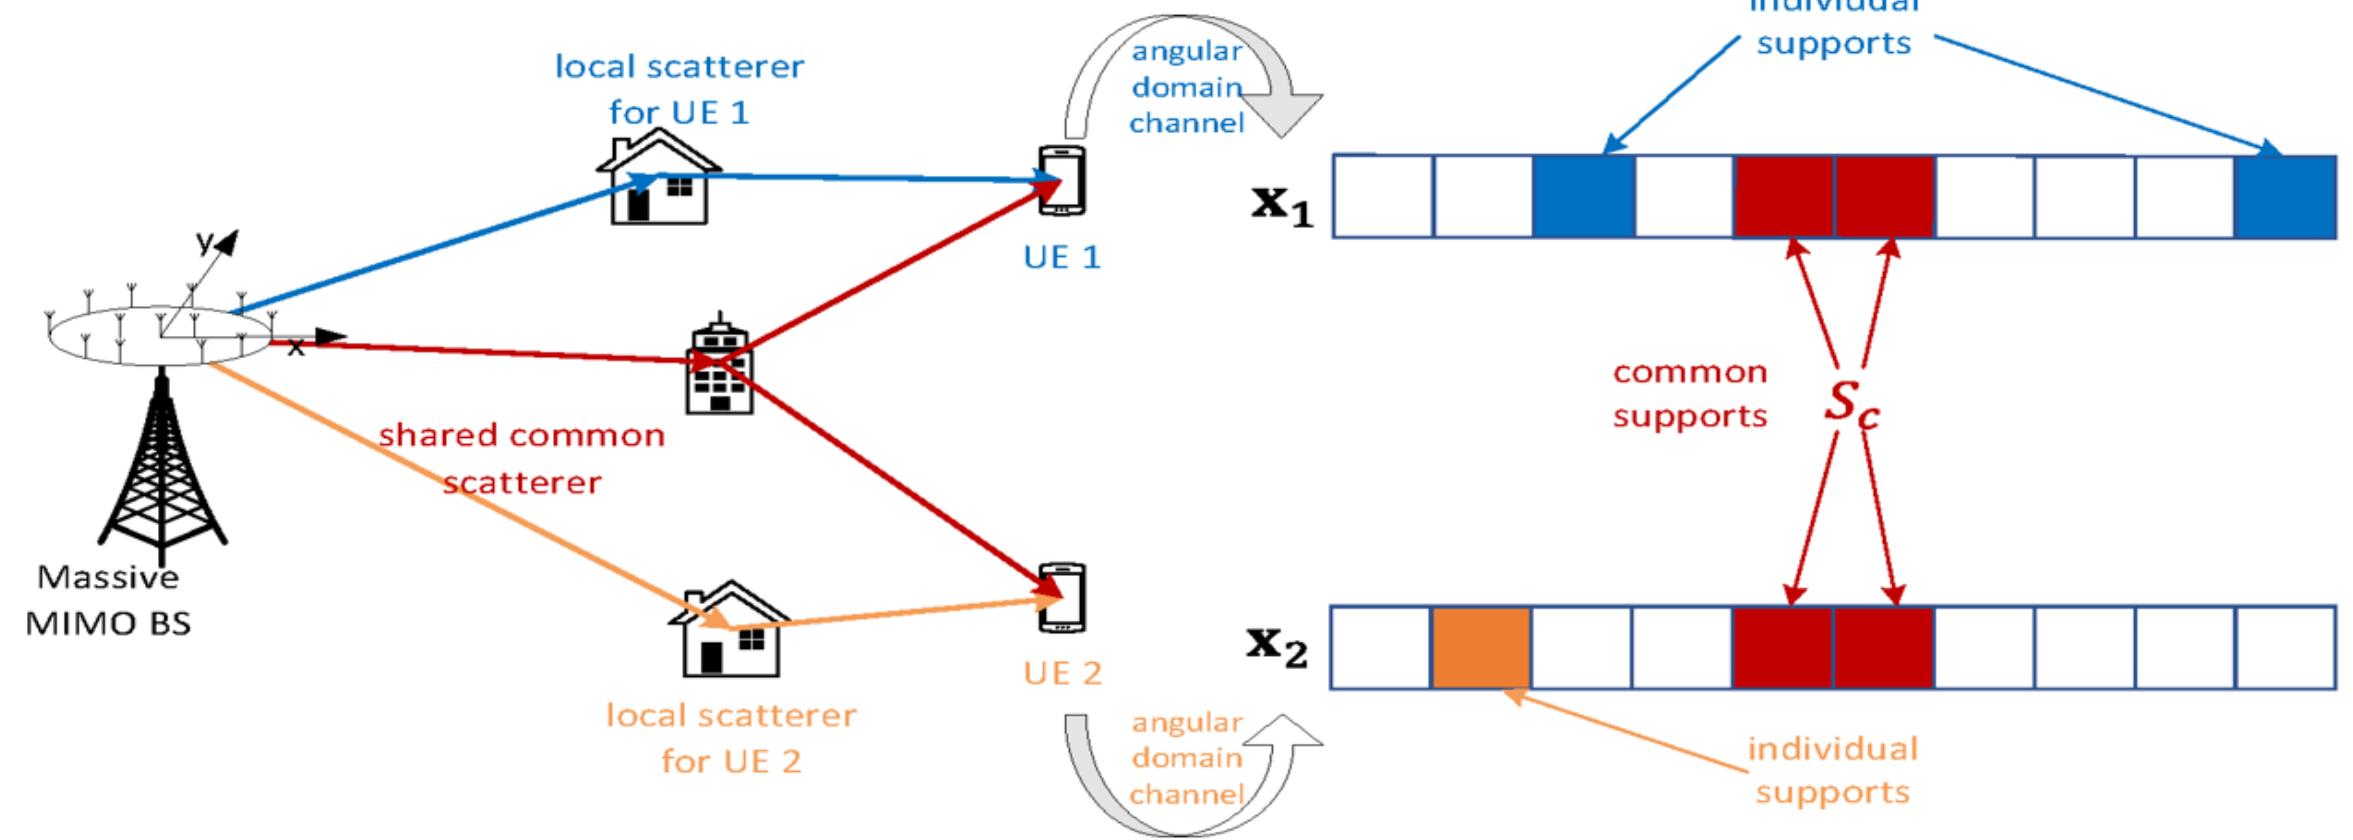 individual
supports
angular
domain
channel
local scatterer
for UE 1
x₁
y
UE 1
x
common
supports
S_c
shared common
scatterer
Massive
MIMO BS
x₂
UE 2
local scatterer
for UE 2
angular
domain
channel
individual
supports